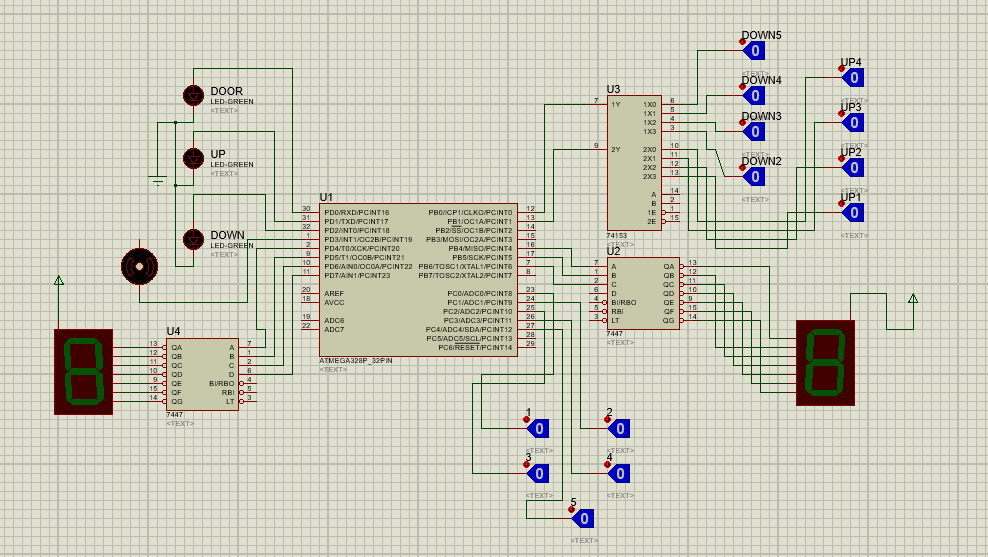 DOOR
LED-GREEN
<TEXT>
UP
LED-GREEN
<TEXT>
DOWN
LED-GREEN
<TEXT>
U1
30 PD0/RXD/PCINT16 PB0/ICP1/CLKO/PCINT0 12
31 PD1/TXD/PCINT17 PB1/OC1A/PCINT1 13
32 PD2/INT0/PCINT18 PB2/SS/OC1B/PCINT2 14
1 PD3/INT1/OC2B/PCINT19 PB3/MOSI/OC2A/PCINT3 15
2 PD4/T0/XCK/PCINT20 PB4/MISO/PCINT4 16
9 PD5/T1/OC0B/PCINT21 PB5/SCK/PCINT5 17
10 PD6/AIN0/OC0A/PCINT22 PB6/TOSC1/XTAL1/PCINT6 7
11 PD7/AIN1/PCINT23 PB7/TOSC2/XTAL2/PCINT7 8
20 AREF PC0/ADC0/PCINT8 23
18 AVCC PC1/ADC1/PCINT9 24
PC2/ADC2/PCINT10 25
19 ADC6 PC3/ADC3/PCINT11 26
22 ADC7 PC4/ADC4/SDA/PCINT12 27
PC5/ADC5/SCL/PCINT13 28
PC6/RESET/PCINT14 29
ATMEGA328P_32PIN
<TEXT>
U4
13 QA A 7
12 QB B 1
11 QC C 2
10 QD D 6
9 QE BI/RBO 4
15 QF RBI 5
14 QG LT 3
7447
<TEXT>
U3
7 1Y 1X0 6
1X1 5
1X2 4
1X3 3
9 2Y 2X0 10
2X1 11
2X2 12
2X3 13
A 14
B 2
1E 1
2E 15
74153
<TEXT>
U2
7 A QA 13
1 B QB 12
2 C QC 11
6 D QD 10
4 BI/RBO QE 9
5 RBI QF 15
3 LT QG 14
7447
<TEXT>
DOWN5
0
<TEXT>
DOWN4
0
<TEXT>
DOWN3
0
<TEXT>
DOWN2
0
<TEXT>
UP4
0
<TEXT>
UP3
0
<TEXT>
UP2
0
<TEXT>
UP1
0
<TEXT>
1
0
<TEXT>
2
0
<TEXT>
3
0
<TEXT>
4
0
<TEXT>
5
0
<TEXT>
8
8